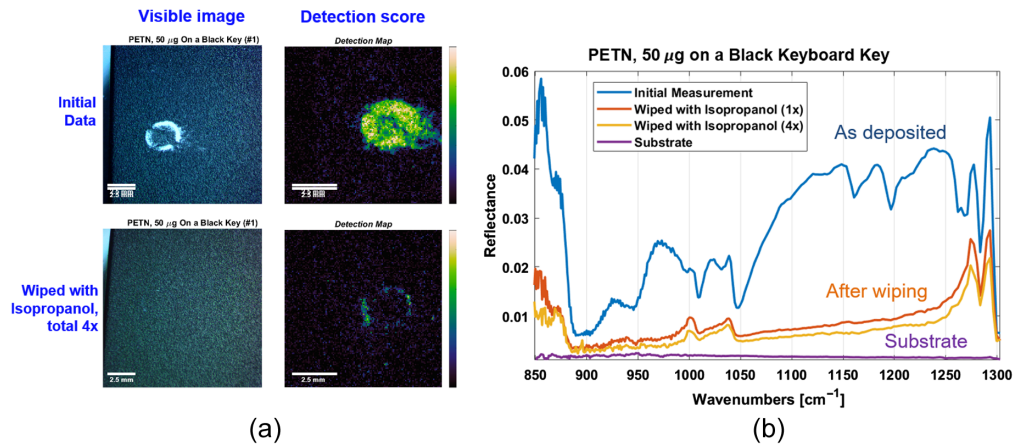 Visible image
Detection score
PETN, 50 μg On a Black Key (#1)
Detection Map
Initial
Data
2.5 mm
PETN, 50 μg On a Black Key (#1)
Detection Map
Wiped with
Isopropanol,
total 4x
2.5 mm
2.5 mm
(a)
PETN, 50 μg on a Black Keyboard Key
Reflectance
0.06
0.05
0.04
0.03
0.02
0.01
Initial Measurement
Wiped with Isopropanol (1x)
Wiped with Isopropanol (4x)
Substrate
As deposited
After wiping
Substrate
850
900
950
1000
1050
1100
1150
1200
1250
1300
Wavenumbers [cm⁻¹]
(b)